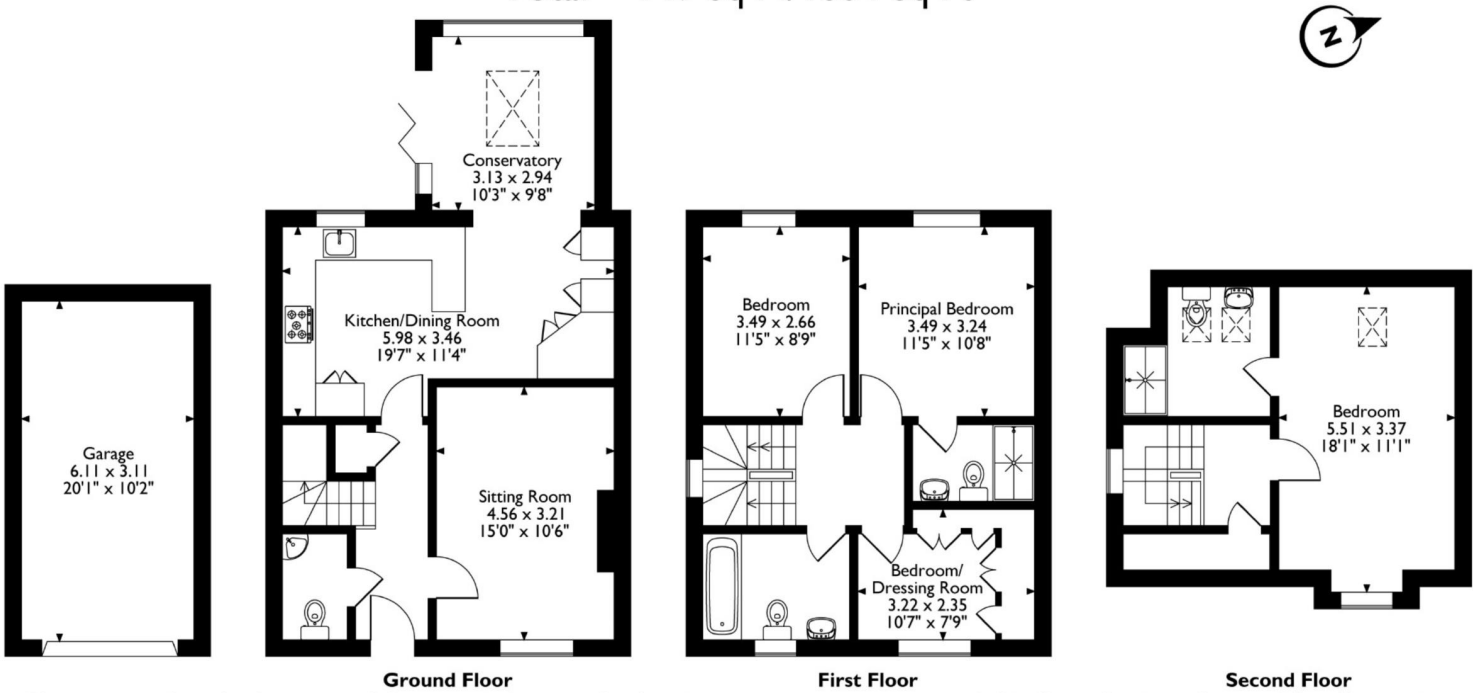 N
Conservatory
3.13 x 2.94
10'3" x 9'8"
Kitchen/Dining Room
5.98 x 3.46
19'7" x 11'4"
Sitting Room
4.56 x 3.21
15'0" x 10'6"
Garage
6.11 x 3.11
20'1" x 10'2"
Bedroom
3.49 x 2.66
11'5" x 8'9"
Principal Bedroom
3.49 x 3.24
11'5" x 10'8"
Bedroom/
Dressing Room
3.22 x 2.35
10'7" x 7'9"
Bedroom
5.51 x 3.37
18'1" x 11'1"
Ground Floor
First Floor
Second Floor